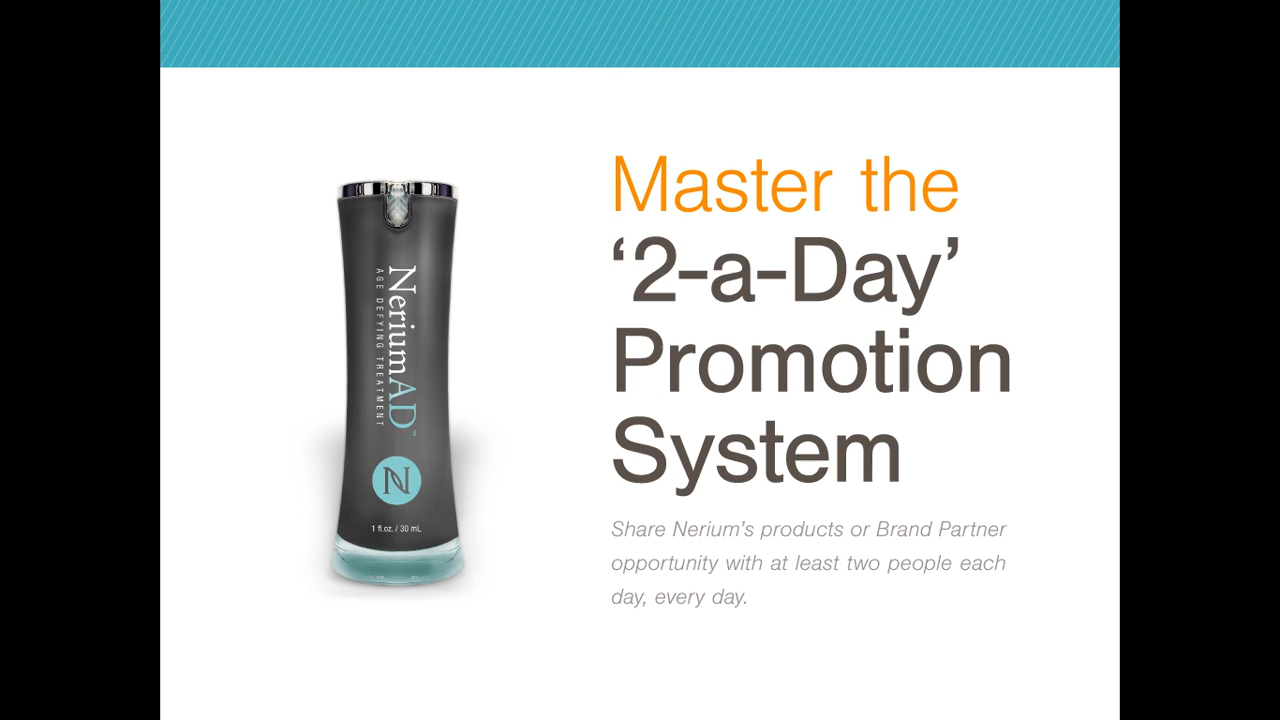 NeriumAD™
AGE DEFYING TREATMENT
N
1 fl.oz. / 30 mL
Master the
‘2-a-Day’
Promotion
System
Share Nerium’s products or Brand Partner
opportunity with at least two people each
day, every day.